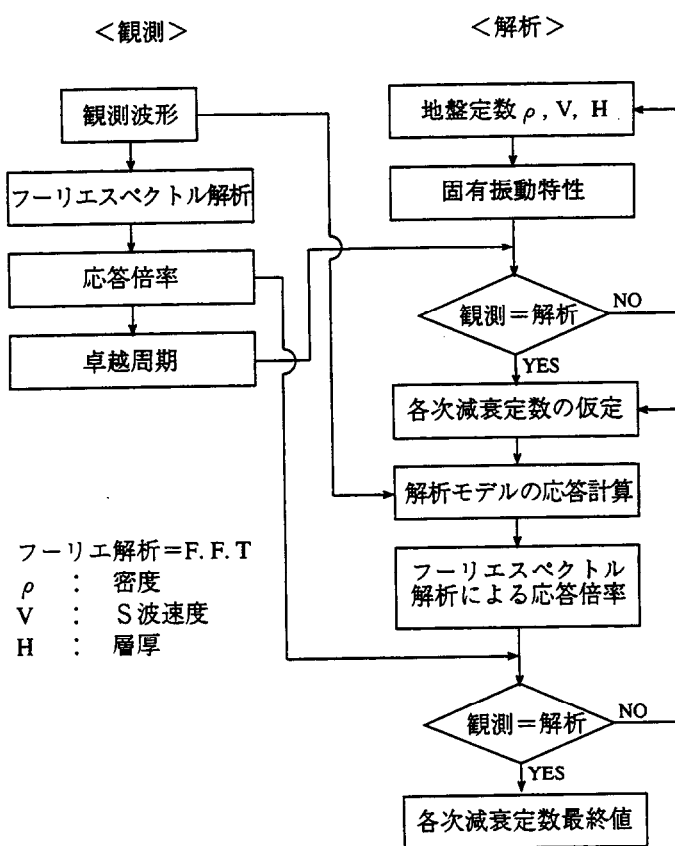 ＜観測＞
観測波形
フーリエスペクトル解析
応答倍率
卓越周期
フーリエ解析＝F.F.T
ρ ： 密度
V ： S波速度
H ： 層厚
＜解析＞
地盤定数 ρ, V, H
固有振動特性
観測＝解析
NO
YES
各次減衰定数の仮定
解析モデルの応答計算
フーリエスペクトル
解析による応答倍率
観測＝解析
NO
YES
各次減衰定数最終値